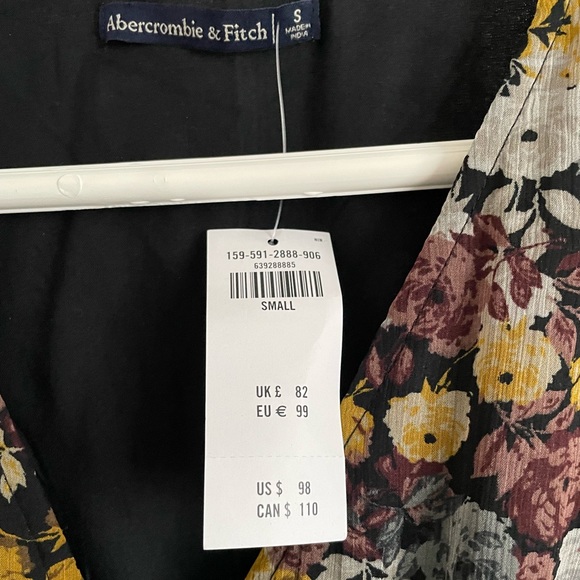 Abercrombie & Fitch
S
MADE IN
INDIA
159-591-2888-906
639288885
SMALL
UK £ 82
EU € 99
US $ 98
CAN $ 110